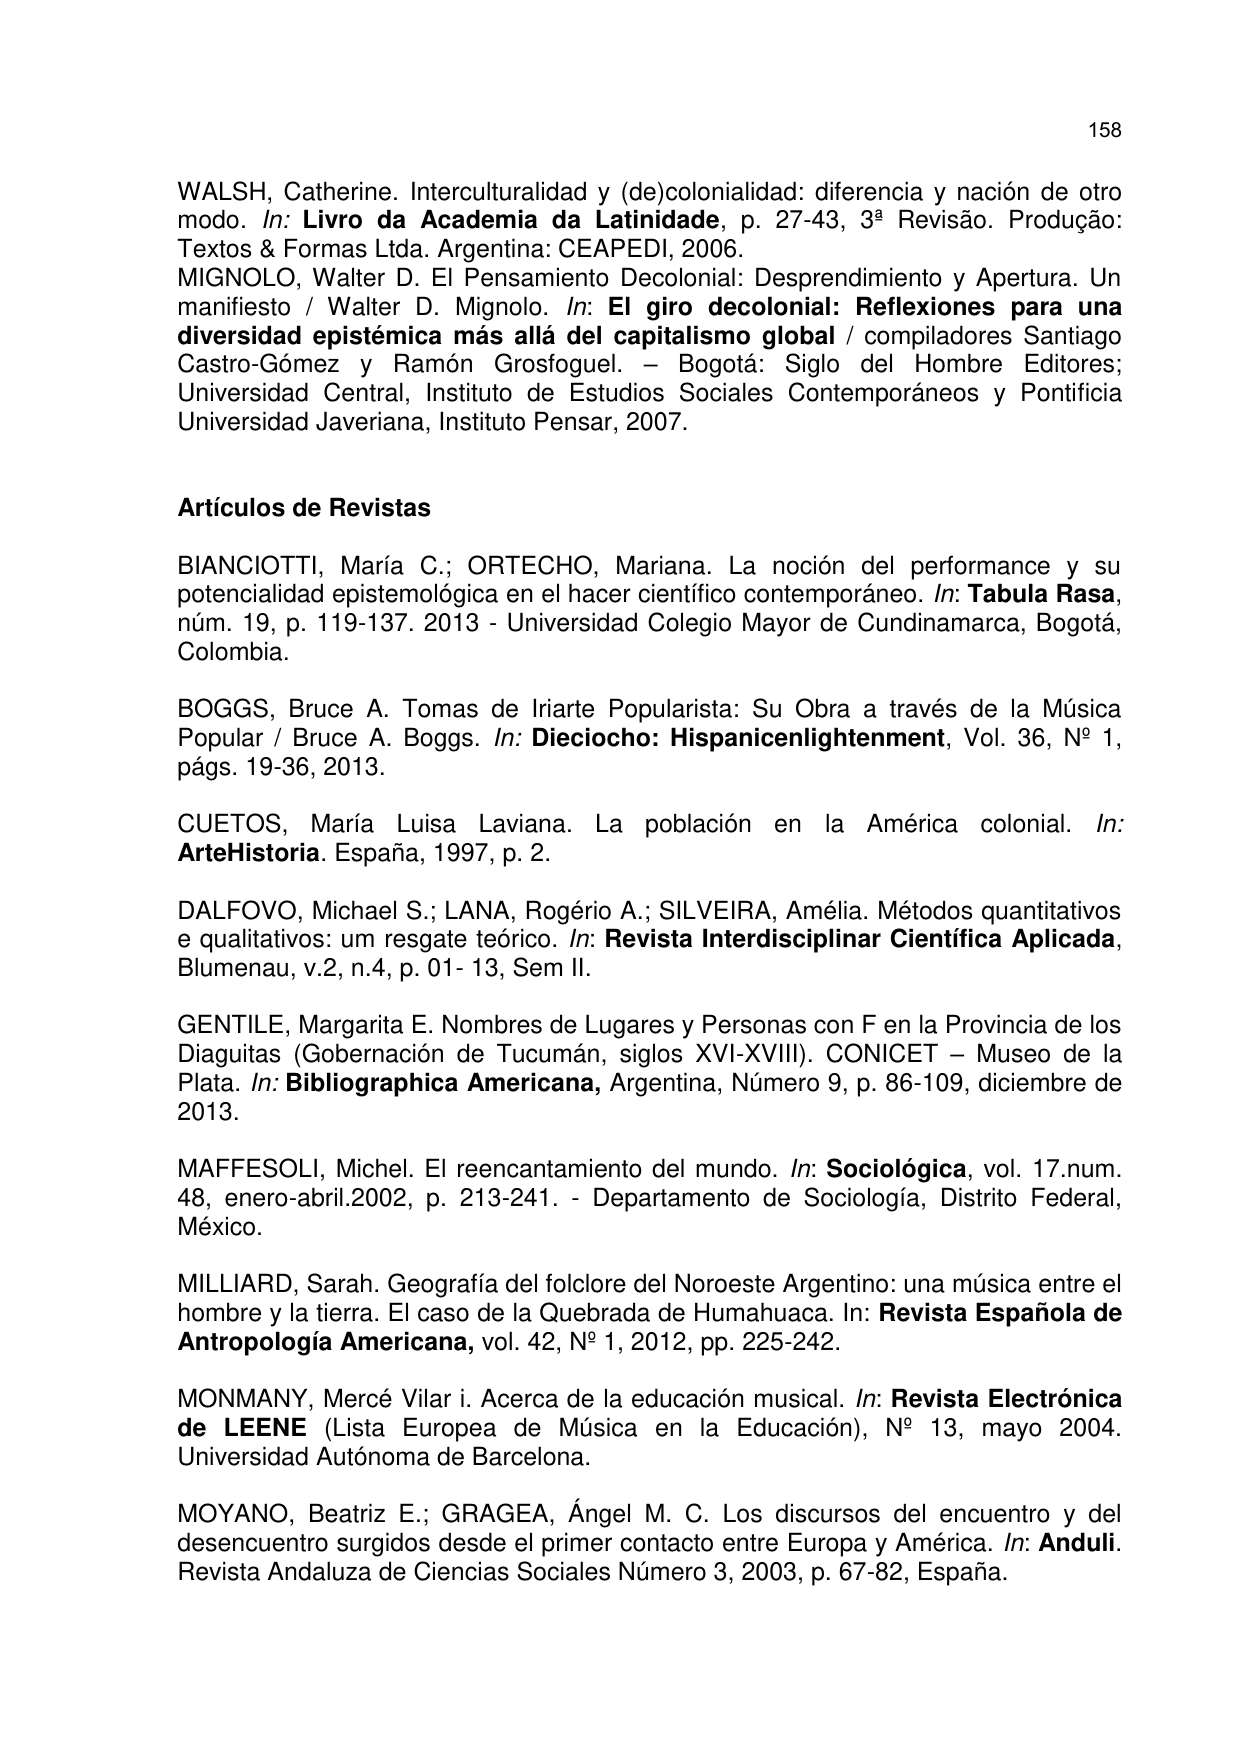 158
WALSH, Catherine. Interculturalidad y (de)colonialidad: diferencia y nación de otro
modo. In: Livro da Academia da Latinidade, p. 27-43, 3ª Revisão. Produção:
Textos & Formas Ltda. Argentina: CEAPEDI, 2006.
MIGNOLO, Walter D. El Pensamiento Decolonial: Desprendimiento y Apertura. Un
manifiesto / Walter D. Mignolo. In: El giro decolonial: Reflexiones para una
diversidad epistémica más allá del capitalismo global / compiladores Santiago
Castro-Gómez y Ramón Grosfoguel. – Bogotá: Siglo del Hombre Editores;
Universidad Central, Instituto de Estudios Sociales Contemporáneos y Pontificia
Universidad Javeriana, Instituto Pensar, 2007.
Artículos de Revistas
BIANCIOTTI, María C.; ORTECHO, Mariana. La noción del performance y su
potencialidad epistemológica en el hacer científico contemporáneo. In: Tabula Rasa,
núm. 19, p. 119-137. 2013 - Universidad Colegio Mayor de Cundinamarca, Bogotá,
Colombia.
BOGGS, Bruce A. Tomas de Iriarte Popularista: Su Obra a través de la Música
Popular / Bruce A. Boggs. In: Dieciocho: Hispanicenlightenment, Vol. 36, Nº 1,
págs. 19-36, 2013.
CUETOS, María Luisa Laviana. La población en la América colonial. In:
ArteHistoria. España, 1997, p. 2.
DALFOVO, Michael S.; LANA, Rogério A.; SILVEIRA, Amélia. Métodos quantitativos
e qualitativos: um resgate teórico. In: Revista Interdisciplinar Científica Aplicada,
Blumenau, v.2, n.4, p. 01- 13, Sem II.
GENTILE, Margarita E. Nombres de Lugares y Personas con F en la Provincia de los
Diaguitas (Gobernación de Tucumán, siglos XVI-XVIII). CONICET – Museo de la
Plata. In: Bibliographica Americana, Argentina, Número 9, p. 86-109, diciembre de
2013.
MAFFESOLI, Michel. El reencantamiento del mundo. In: Sociológica, vol. 17.num.
48, enero-abril.2002, p. 213-241. - Departamento de Sociología, Distrito Federal,
México.
MILLIARD, Sarah. Geografía del folclore del Noroeste Argentino: una música entre el
hombre y la tierra. El caso de la Quebrada de Humahuaca. In: Revista Española de
Antropología Americana, vol. 42, Nº 1, 2012, pp. 225-242.
MONMANY, Mercé Vilar i. Acerca de la educación musical. In: Revista Electrónica
de LEENE (Lista Europea de Música en la Educación), Nº 13, mayo 2004.
Universidad Autónoma de Barcelona.
MOYANO, Beatriz E.; GRAGEA, Ángel M. C. Los discursos del encuentro y del
desencuentro surgidos desde el primer contacto entre Europa y América. In: Anduli.
Revista Andaluza de Ciencias Sociales Número 3, 2003, p. 67-82, España.